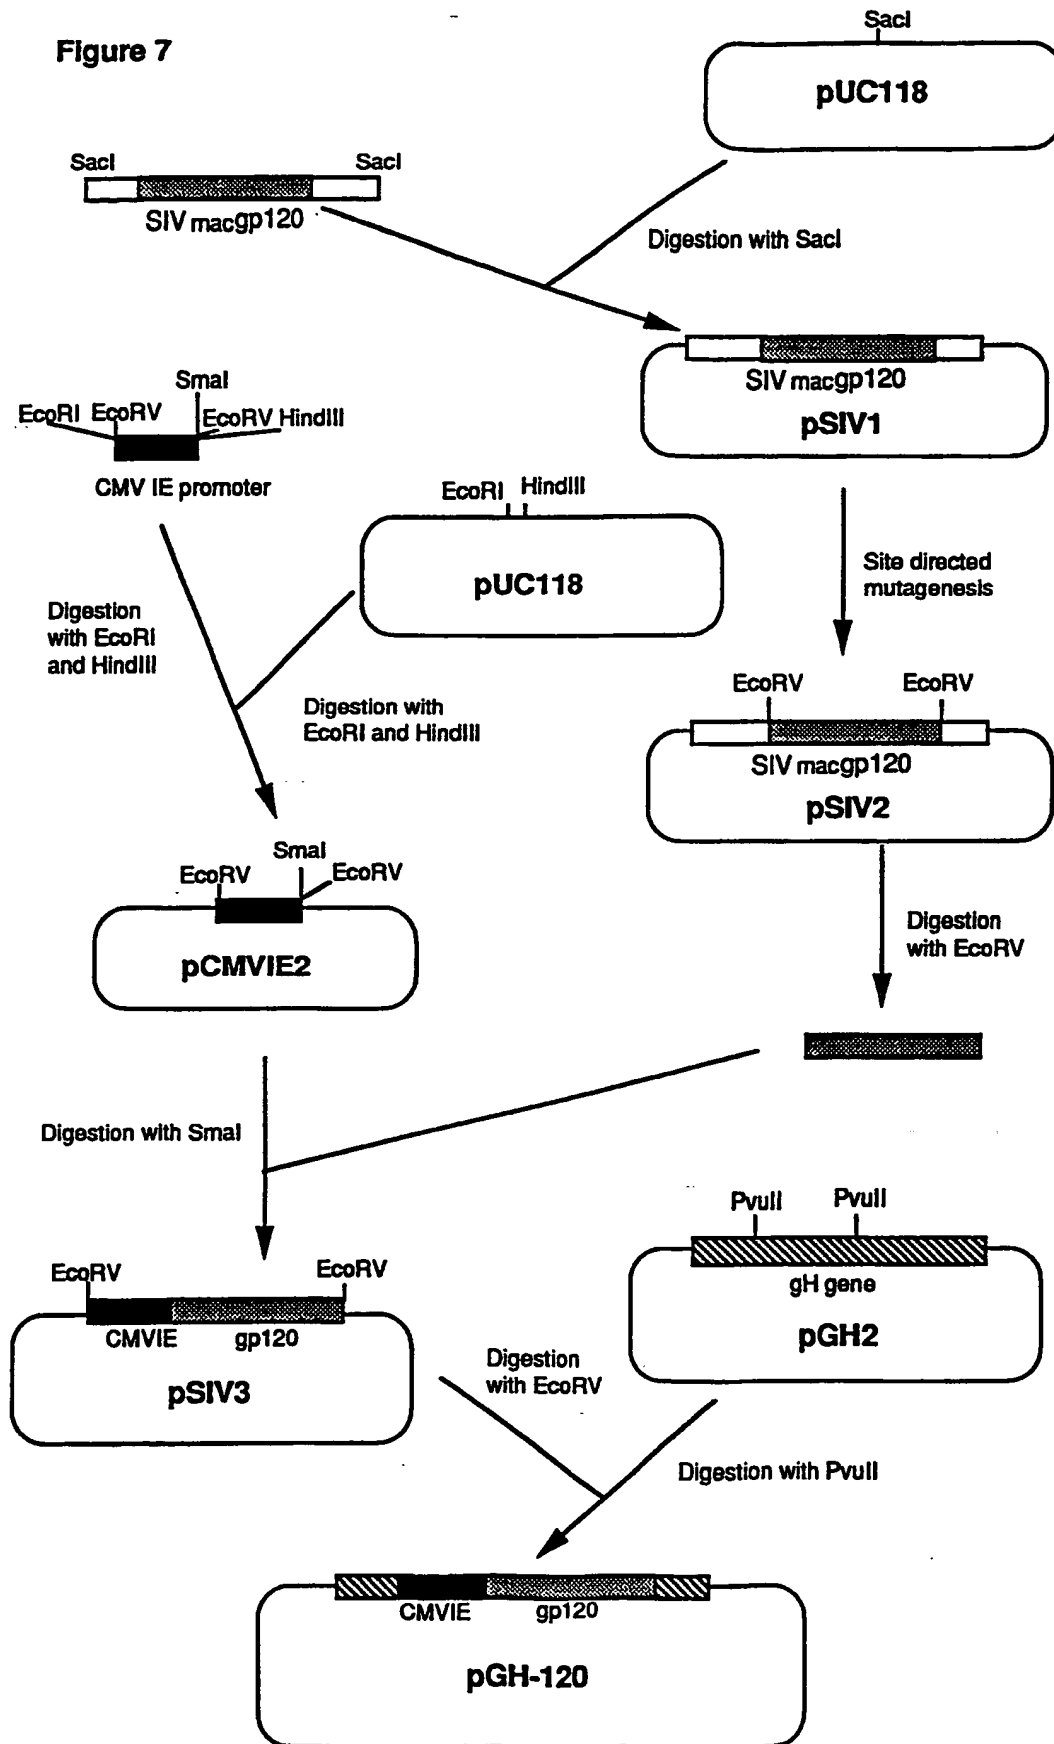 Figure 7
SacI
pUC118
SacI SacI
SIV macgp120
Digestion with SacI
SIV macgp120
pSIV1
SmaI
EcoRI EcoRV EcoRV HindIII
CMV IE promoter
EcoRI HindIII
pUC118
Site directed
mutagenesis
Digestion
with EcoRI
and HindIII
Digestion with
EcoRI and HindIII
EcoRV EcoRV
SIV macgp120
pSIV2
SmaI
EcoRV EcoRV
pCMVIE2
Digestion
with EcoRV
Digestion with SmaI
PvuII PvuII
gH gene
pGH2
EcoRV EcoRV
CMVIE gp120
pSIV3
Digestion
with EcoRV
Digestion with PvuII
CMVIE gp120
pGH-120